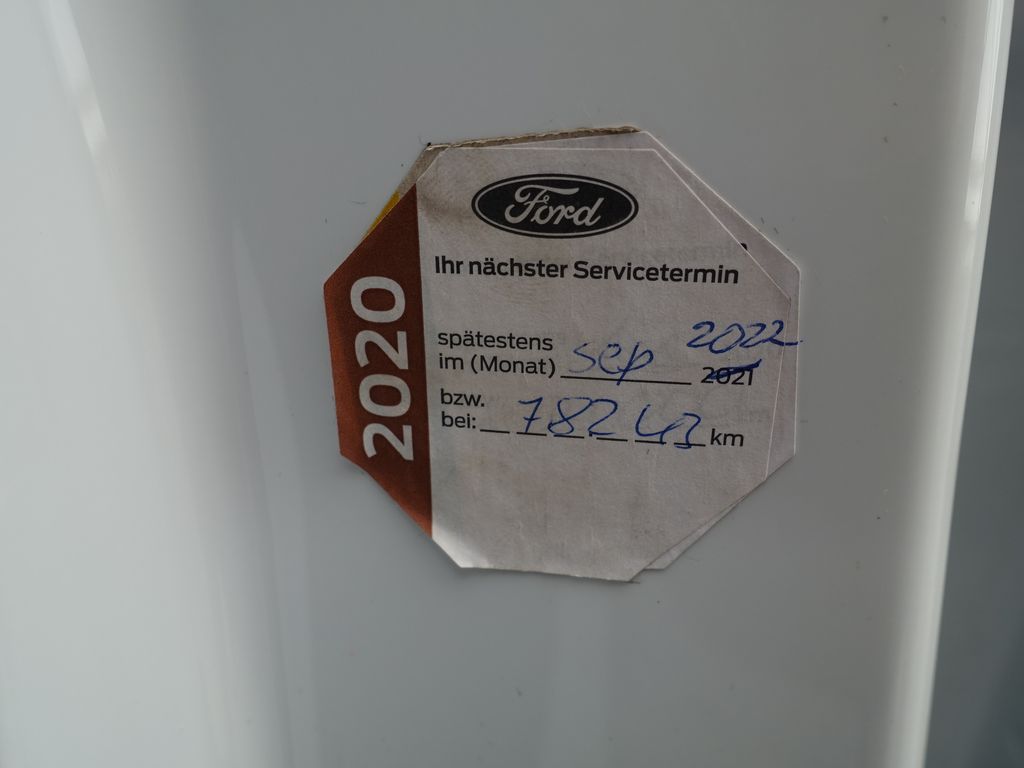 Ford
Ihr nächster Servicetermin
2020
spätestens
im (Monat) sep 2021 2022
bzw.
bei: 78243 km